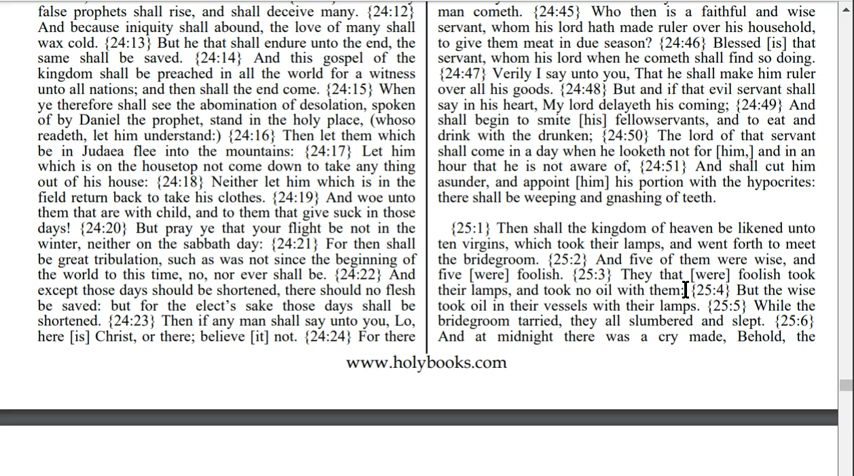 false prophets shall rise, and shall deceive many. {24:12}
And because iniquity shall abound, the love of many shall
wax cold. {24:13} But he that shall endure unto the end, the
same shall be saved. {24:14} And this gospel of the
kingdom shall be preached in all the world for a witness
unto all nations; and then shall the end come. {24:15} When
ye therefore shall see the abomination of desolation, spoken
of by Daniel the prophet, stand in the holy place, (whoso
readeth, let him understand:) {24:16} Then let them which
be in Judaea flee into the mountains: {24:17} Let him
which is on the housetop not come down to take any thing
out of his house: {24:18} Neither let him which is in the
field return back to take his clothes. {24:19} And woe unto
them that are with child, and to them that give suck in those
days! {24:20} But pray ye that your flight be not in the
winter, neither on the sabbath day: {24:21} For then shall
be great tribulation, such as was not since the beginning of
the world to this time, no, nor ever shall be. {24:22} And
except those days should be shortened, there should no flesh
be saved: but for the elect's sake those days shall be
shortened. {24:23} Then if any man shall say unto you, Lo,
here [is] Christ, or there; believe [it] not. {24:24} For there
man cometh. {24:45} Who then is a faithful and wise
servant, whom his lord hath made ruler over his household,
to give them meat in due season? {24:46} Blessed [is] that
servant, whom his lord when he cometh shall find so doing.
{24:47} Verily I say unto you, That he shall make him ruler
over all his goods. {24:48} But and if that evil servant shall
say in his heart, My lord delayeth his coming; {24:49} And
shall begin to smite [his] fellowservants, and to eat and
drink with the drunken; {24:50} The lord of that servant
shall come in a day when he looketh not for [him,] and in an
hour that he is not aware of, {24:51} And shall cut him
asunder, and appoint [him] his portion with the hypocrites:
there shall be weeping and gnashing of teeth.
{25:1} Then shall the kingdom of heaven be likened unto
ten virgins, which took their lamps, and went forth to meet
the bridegroom. {25:2} And five of them were wise, and
five [were] foolish. {25:3} They that [were] foolish took
their lamps, and took no oil with them: {25:4} But the wise
took oil in their vessels with their lamps. {25:5} While the
bridegroom tarried, they all slumbered and slept. {25:6}
And at midnight there was a cry made, Behold, the
www.holybooks.com